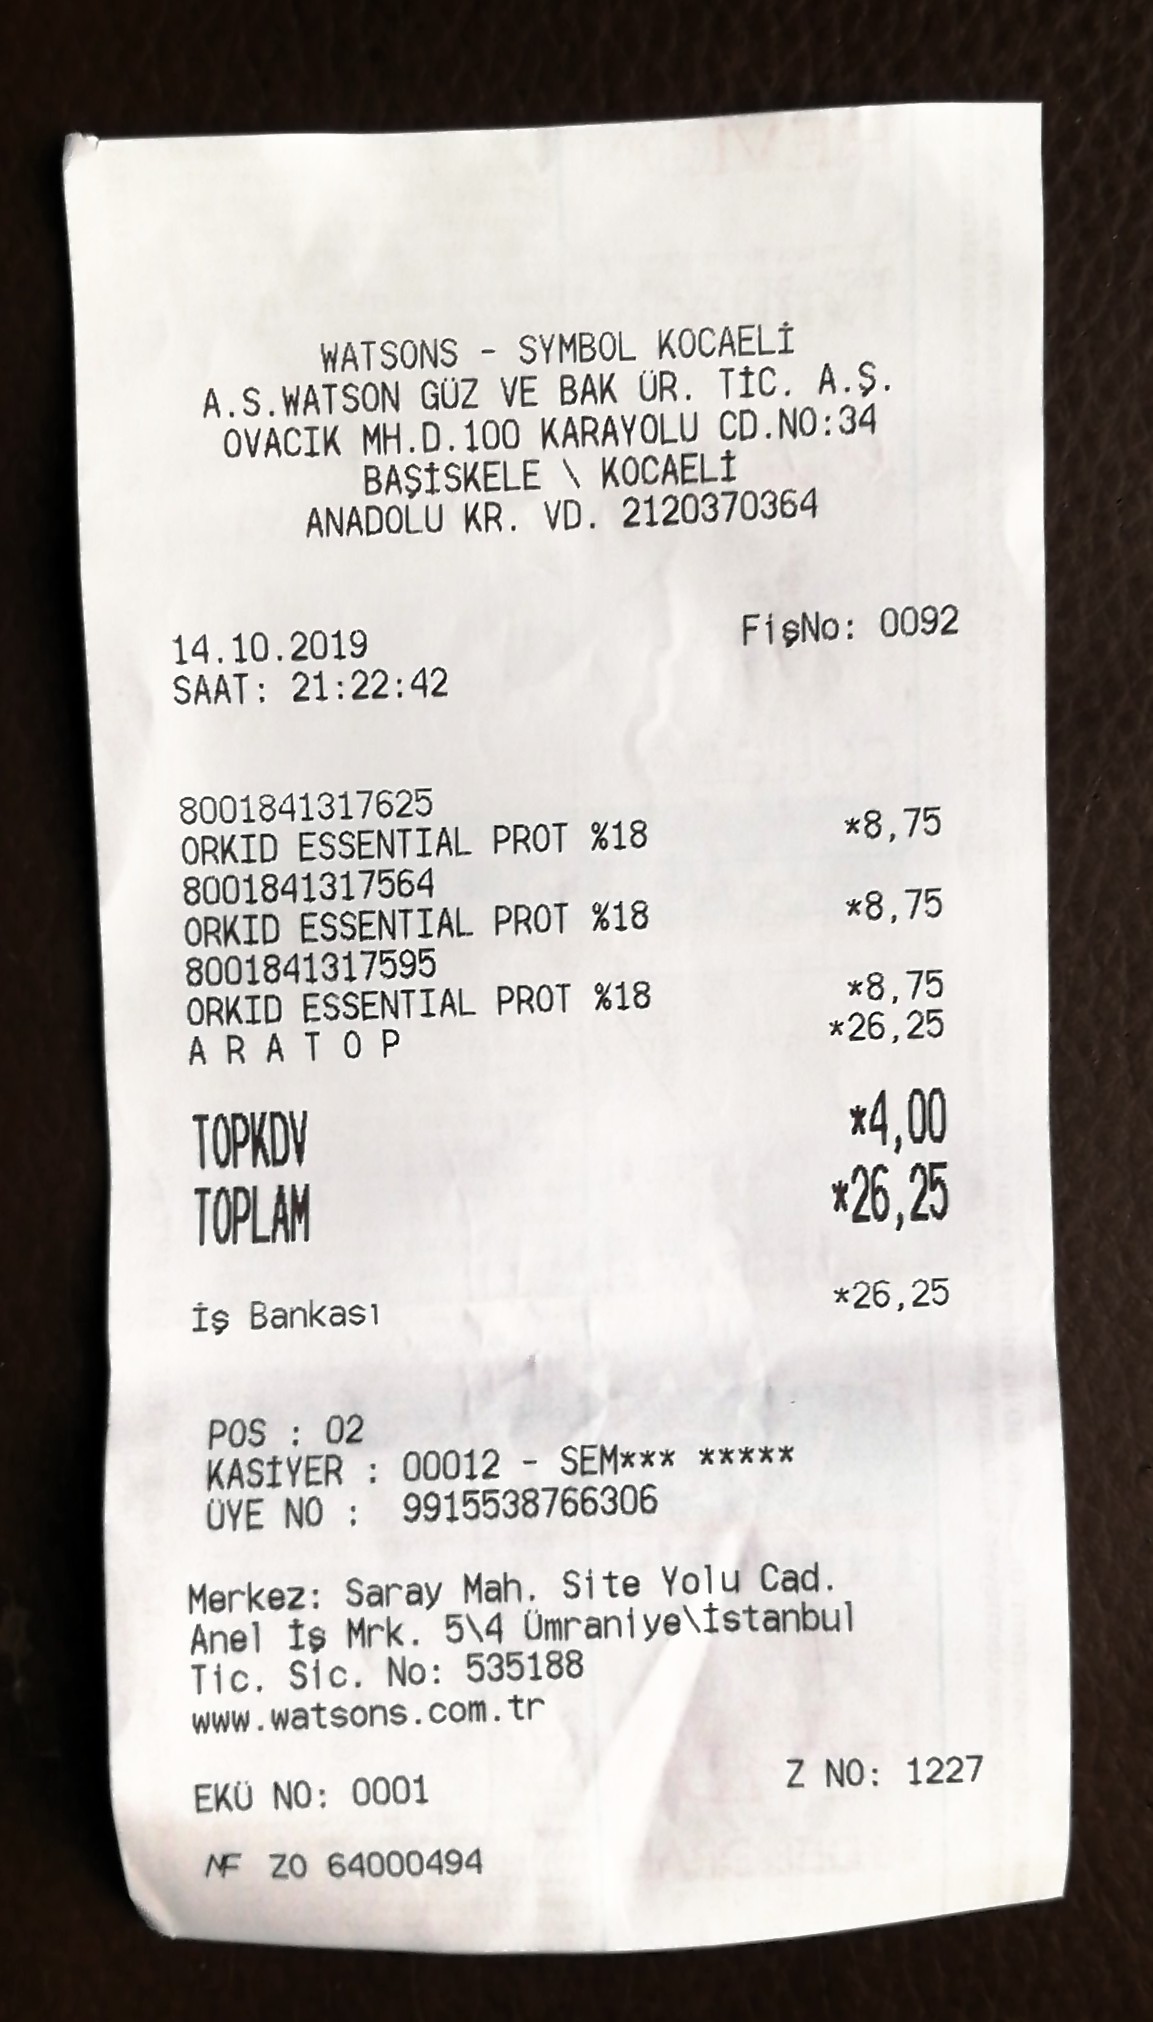 WATSONS - SYMBOL KOCAELİ
A.S.WATSON GÜZ VE BAK ÜR. TİC. A.Ş.
OVACIK MH.D.100 KARAYOLU CD.NO:34
BAŞİSKELE \ KOCAELİ
ANADOLU KR. VD. 2120370364
14.10.2019 FişNo: 0092
SAAT: 21:22:42
8001841317625
ORKID ESSENTIAL PROT %18 *8,75
8001841317564
ORKID ESSENTIAL PROT %18 *8,75
8001841317595
ORKID ESSENTIAL PROT %18 *8,75
A R A T O P *26,25
TOPKDV *4,00
TOPLAM *26,25
İş Bankası *26,25
POS : 02
KASİYER : 00012 - SEM*** *****
ÜYE NO : 9915538766306
Merkez: Saray Mah. Site Yolu Cad.
Anel İş Mrk. 5\4 Ümraniye\İstanbul
Tic. Sic. No: 535188
www.watsons.com.tr
EKÜ NO: 0001 Z NO: 1227
MF ZO 64000494